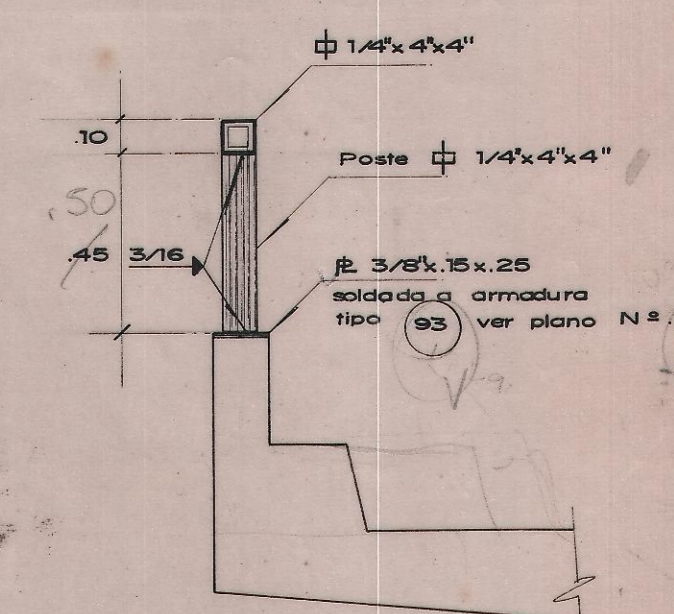 1/4"x 4"x4"
.10
Poste 1/4"x4"x4"
.50
.45 3/16
PL 3/8"x.15x.25
soldada a armadura
tipo 93 ver plano Nº.